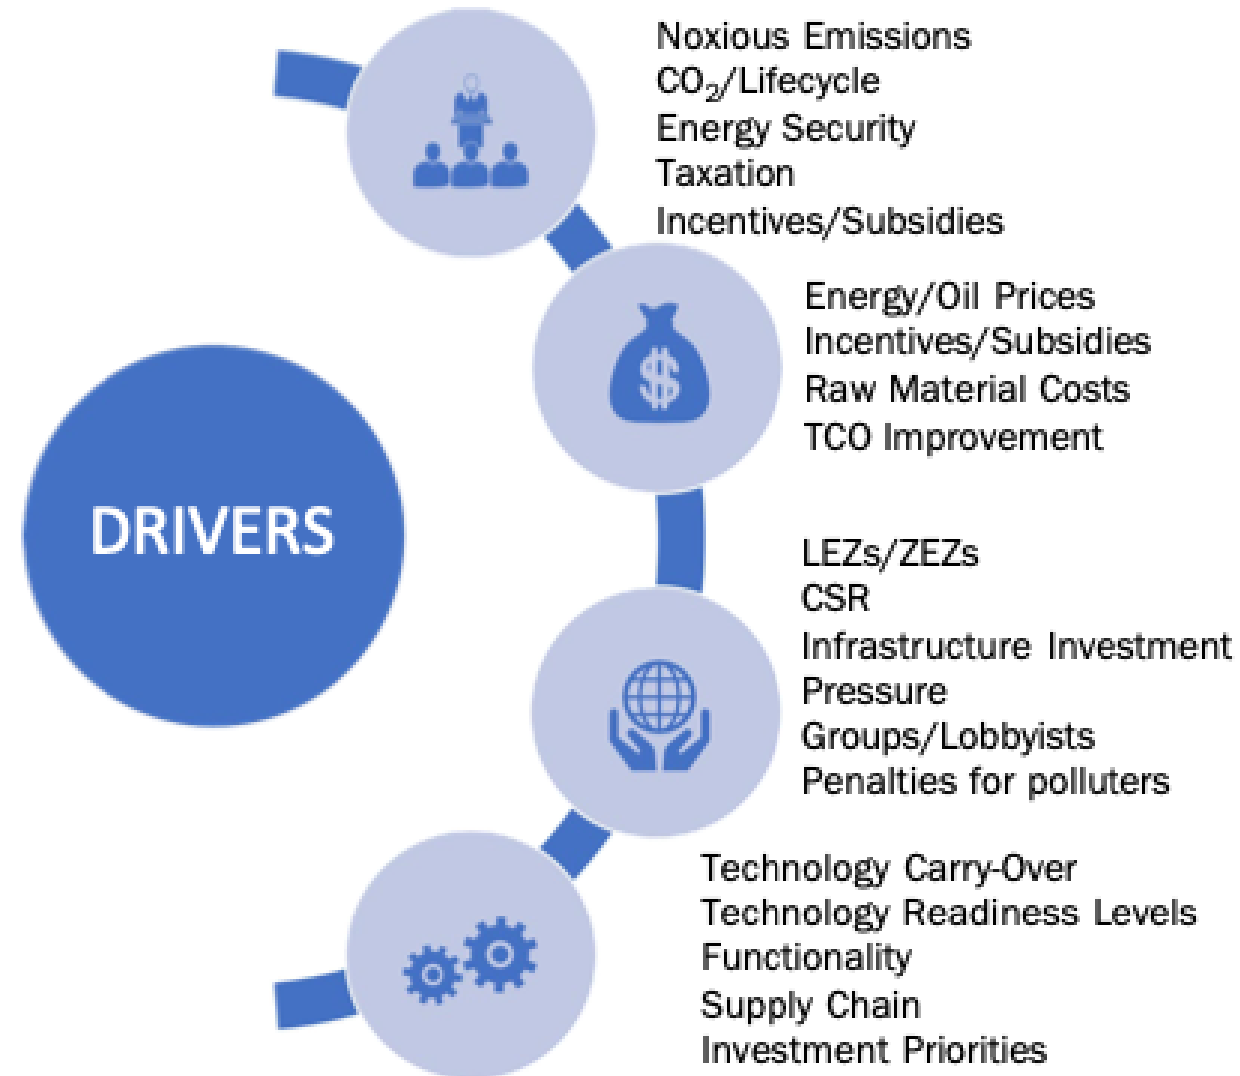 Noxious Emissions
CO₂/Lifecycle
Energy Security
Taxation
Incentives/Subsidies
Energy/Oil Prices
Incentives/Subsidies
Raw Material Costs
TCO Improvement
$
DRIVERS
LEZs/ZEZs
CSR
Infrastructure Investment
Pressure
Groups/Lobbyists
Penalties for polluters
Technology Carry-Over
Technology Readiness Levels
Functionality
Supply Chain
Investment Priorities